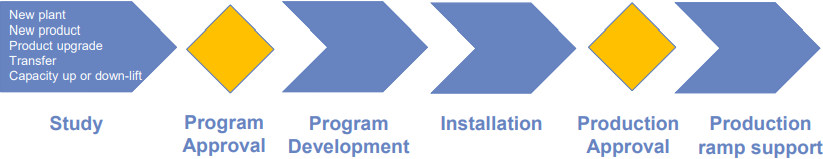 New plant
New product
Product upgrade
Transfer
Capacity up or down-lift
Study
Program
Approval
Program
Development
Installation
Production
Approval
Production
ramp support